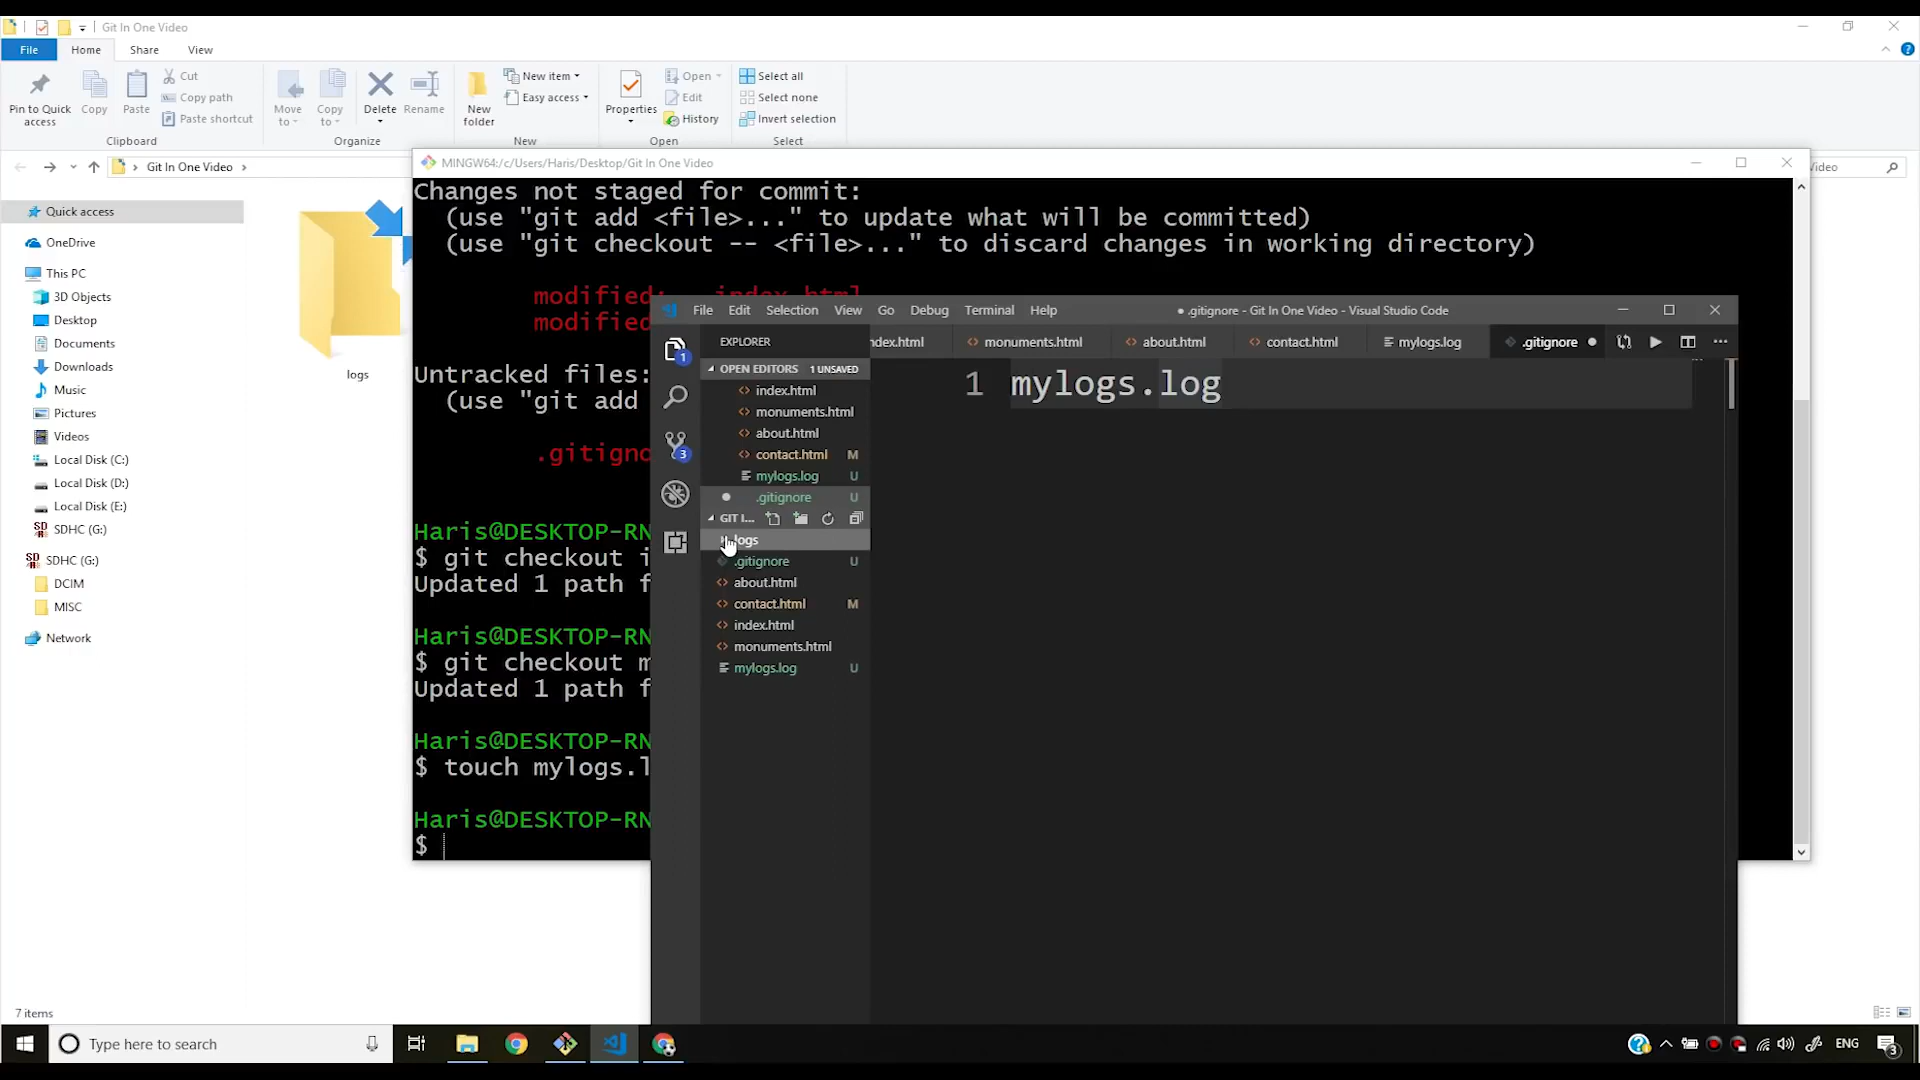 Git In One Video
File Home Share View
Pin to Quick access
Copy
Paste
Cut
Copy path
Paste shortcut
Clipboard
Move to
Copy to
Delete
Rename
Organize
New folder
New item
Easy access
New
Properties
Open
Edit
History
Open
Select all
Select none
Invert selection
Select
Git In One Video
Video
Quick access
OneDrive
This PC
3D Objects
Desktop
Documents
Downloads
Music
Pictures
Videos
Local Disk (C:)
Local Disk (D:)
Local Disk (E:)
SDHC (G:)
SDHC (G:)
DCIM
MISC
Network
logs
7 items
MINGW64:/c/Users/Haris/Desktop/Git In One Video
Changes not staged for commit:
(use "git add <file>..." to update what will be committed)
(use "git checkout -- <file>..." to discard changes in working directory)
modified: index.html
modified
Untracked files:
(use "git add
.gitigno
Haris@DESKTOP-RN
$ git checkout i
Updated 1 path f
Haris@DESKTOP-RN
$ git checkout m
Updated 1 path f
Haris@DESKTOP-RN
$ touch mylogs.l
Haris@DESKTOP-RN
$
File Edit Selection View Go Debug Terminal Help
● .gitignore - Git In One Video - Visual Studio Code
EXPLORER
ndex.html
monuments.html
about.html
contact.html
mylogs.log
.gitignore
OPEN EDITORS 1 UNSAVED
index.html
monuments.html
about.html
contact.html M
mylogs.log U
.gitignore U
GIT I...
logs
.gitignore U
about.html
contact.html M
index.html
monuments.html
mylogs.log U
1
3
1 mylogs.log
Type here to search
ENG
3